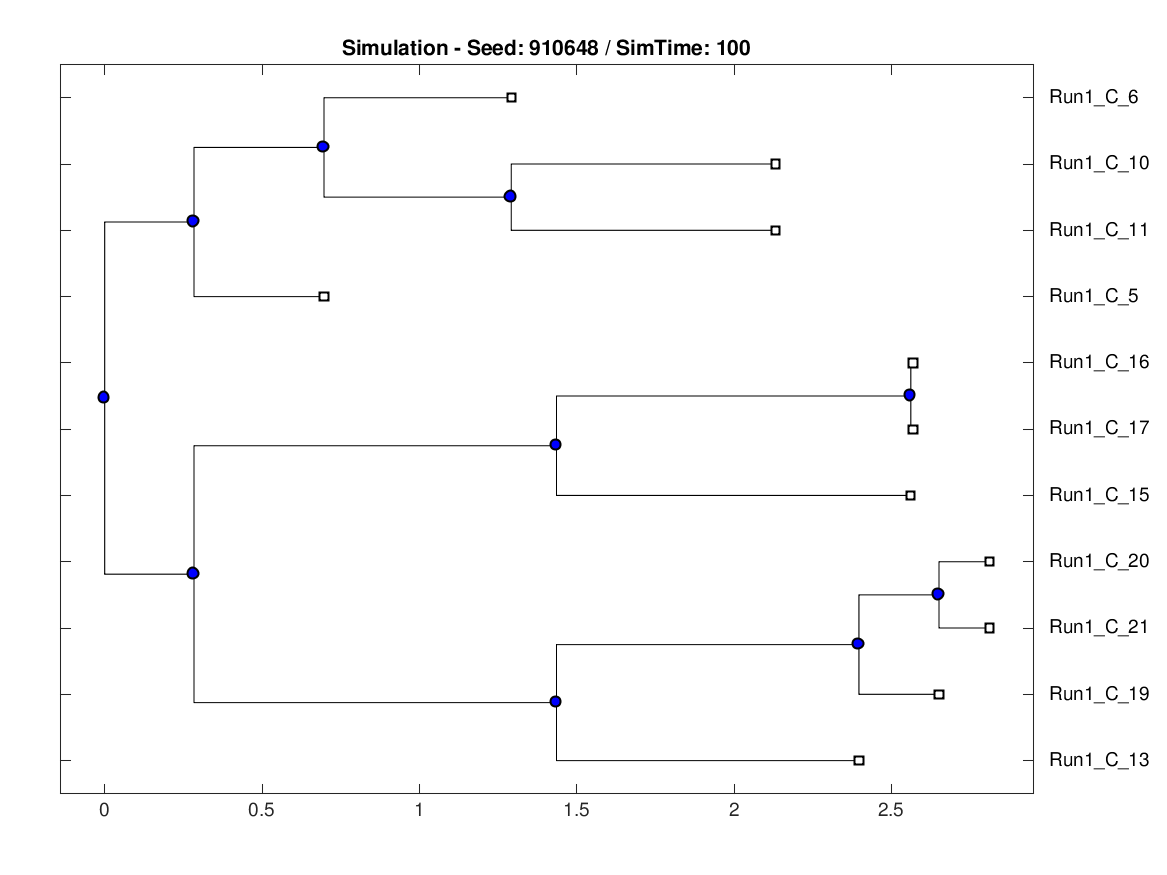 Simulation - Seed: 910648 / SimTime: 100
Run1_C_6
Run1_C_10
Run1_C_11
Run1_C_5
Run1_C_16
Run1_C_17
Run1_C_15
Run1_C_20
Run1_C_21
Run1_C_19
Run1_C_13
0 0.5 1 1.5 2 2.5